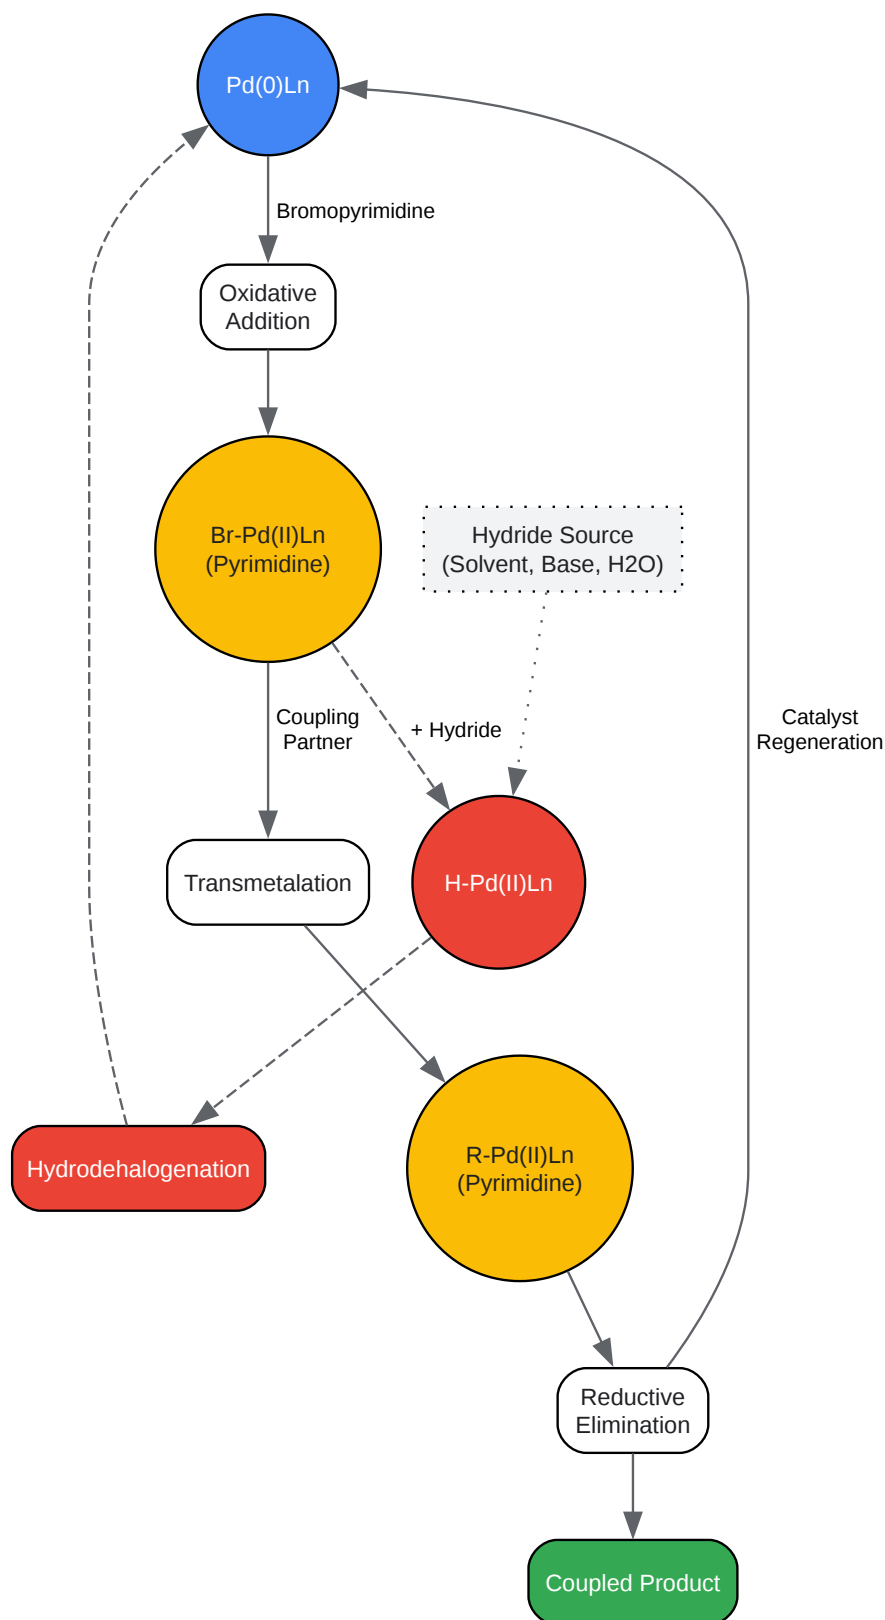 Pd(0)Ln
Bromopyrimidine
Oxidative
Addition
Br-Pd(II)Ln
(Pyrimidine)
Hydride Source
(Solvent, Base, H2O)
Coupling
Partner
+ Hydride
Catalyst
Regeneration
Transmetalation
H-Pd(II)Ln
Hydrodehalogenation
R-Pd(II)Ln
(Pyrimidine)
Reductive
Elimination
Coupled Product